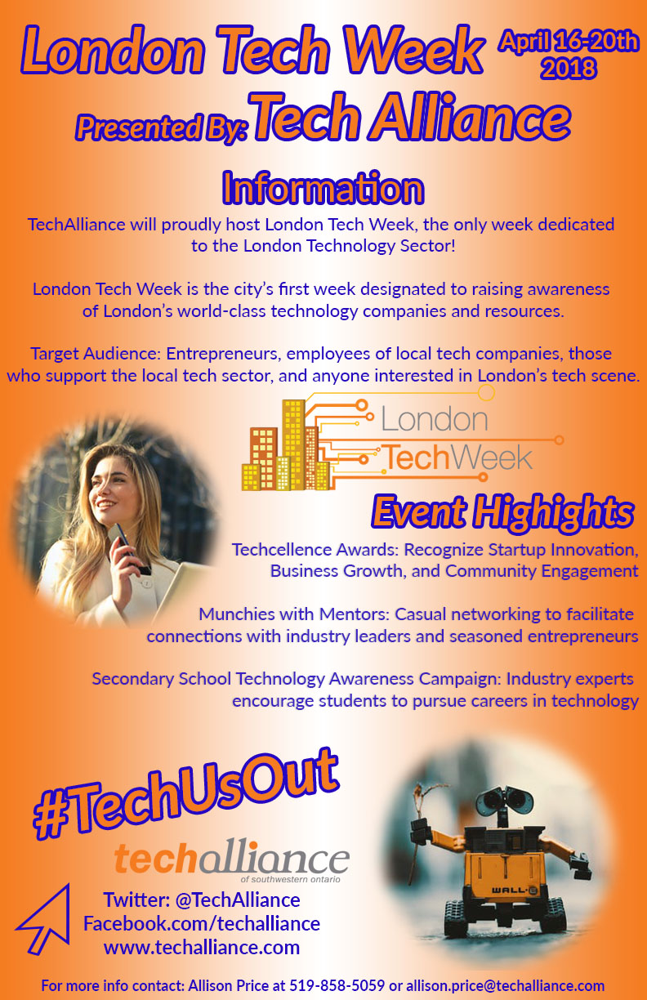 London Tech Week
April 16-20th
2018
Presented By: Tech Alliance
Information
TechAlliance will proudly host London Tech Week, the only week dedicated
to the London Technology Sector!
London Tech Week is the city's first week designated to raising awareness
of London's world-class technology companies and resources.
Target Audience: Entrepreneurs, employees of local tech companies, those
who support the local tech sector, and anyone interested in London's tech scene.
London
TechWeek
Event Highights
Techcellence Awards: Recognize Startup Innovation,
Business Growth, and Community Engagement
Munchies with Mentors: Casual networking to facilitate
connections with industry leaders and seasoned entrepreneurs
Secondary School Technology Awareness Campaign: Industry experts
encourage students to pursue careers in technology
#TechUsOut
techalliance
of southwestern ontario
WALL•E
Twitter: @TechAlliance
Facebook.com/techalliance
www.techalliance.com
For more info contact: Allison Price at 519-858-5059 or allison.price@techalliance.com